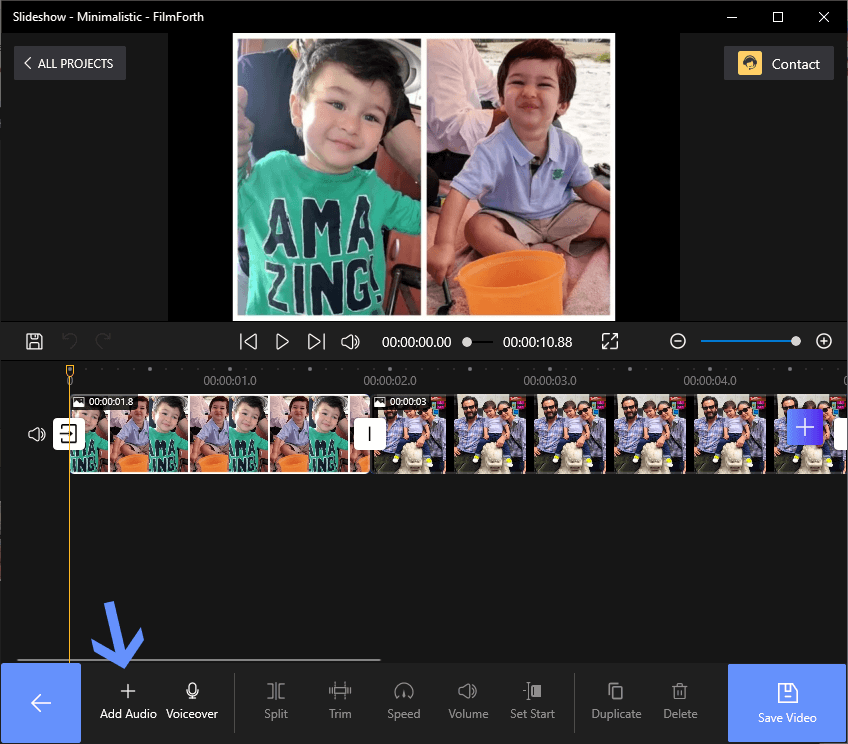 Slideshow - Minimalistic - FilmForth
ALL PROJECTS
Contact
AMA
ZING!
00:00:00.00
00:00:10.88
0
00:00:01.0
00:00:02.0
00:00:03.0
00:00:04.0
00:00:01.8
00:00:03
Add Audio
Voiceover
Split
Trim
Speed
Volume
Set Start
Duplicate
Delete
Save Video